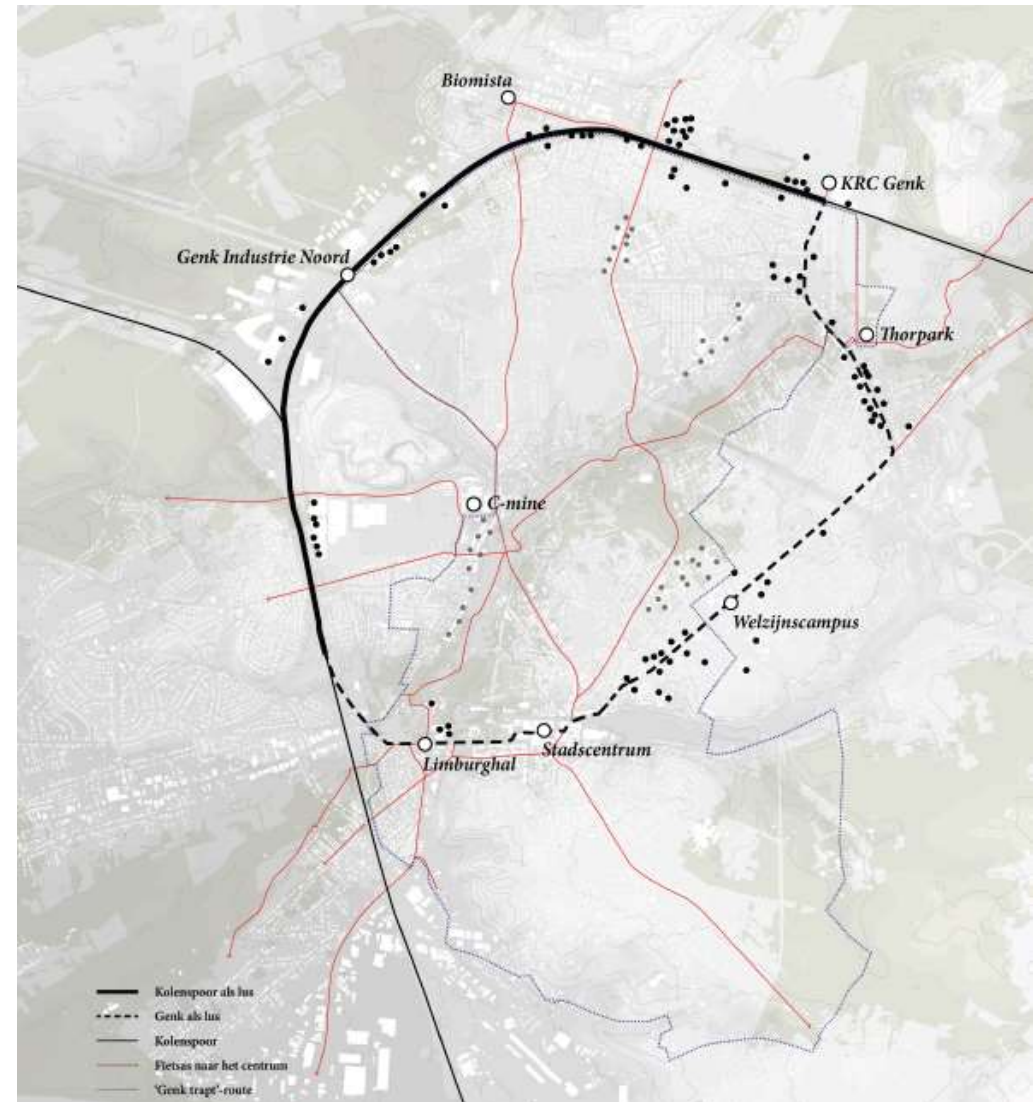 Biomista
KRC Genk
Genk Industrie Noord
Thorpark
C-mine
Welzijnscampus
Stadscentrum
Limburghal
Kolenspoor als lus
Genk als lus
Kolenspoor
Fietsas naar het centrum
'Genk trapt'-route